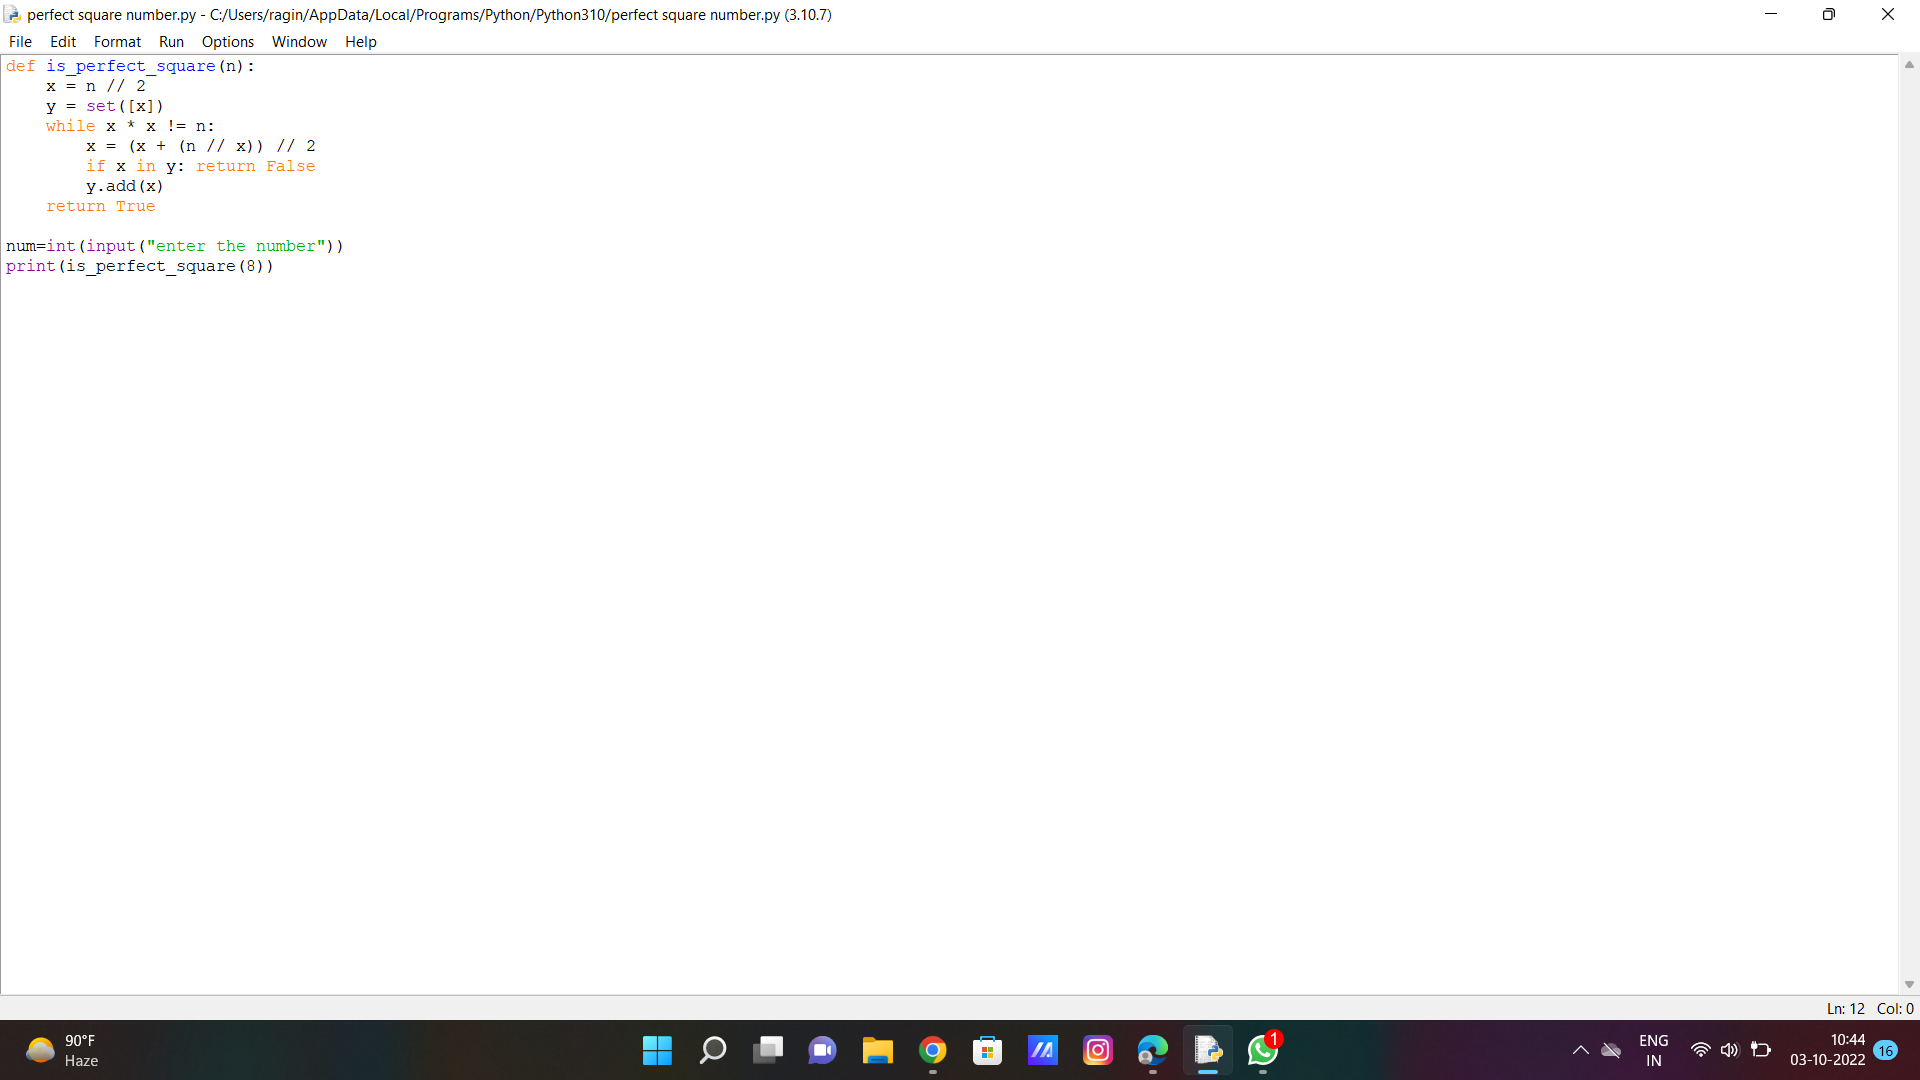 perfect square number.py - C:/Users/ragin/AppData/Local/Programs/Python/Python310/perfect square number.py (3.10.7)
File Edit Format Run Options Window Help
def is_perfect_square(n):
    x = n // 2
    y = set([x])
    while x * x != n:
        x = (x + (n // x)) // 2
        if x in y: return False
        y.add(x)
    return True

num=int(input("enter the number"))
print(is_perfect_square(8))
Ln: 12 Col: 0
90°F
Haze
1
ENG
IN
10:44
03-10-2022
16